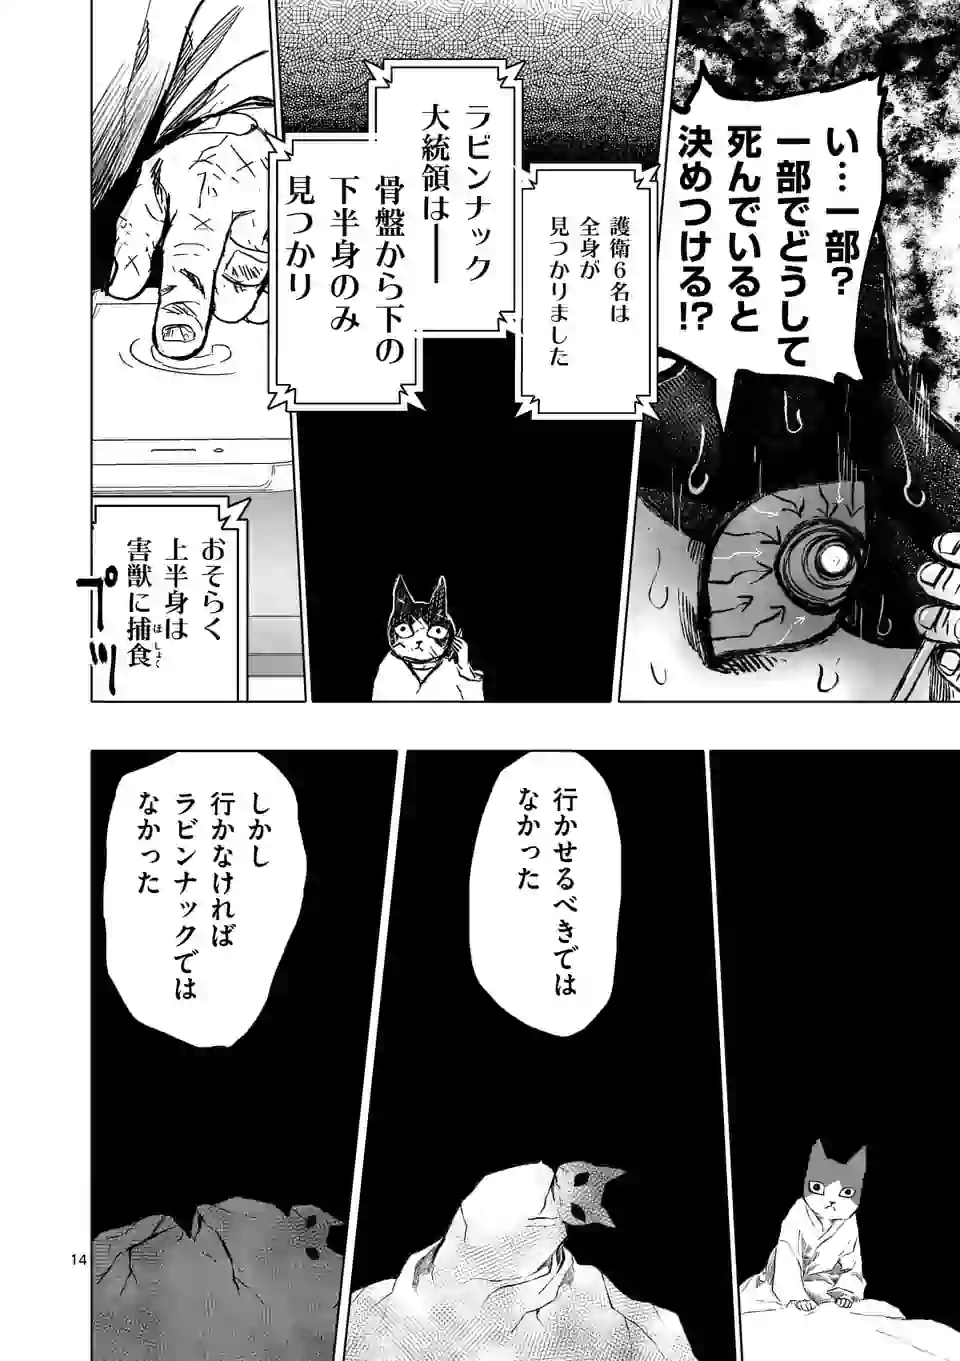 い…一部?
一部でどうして
死んでいると
決めつける!?
護衛6名は
全身が
見つかりました
ラビンナック
大統領は──
骨盤から下の
下半身のみ
見つかり
おそらく
上半身は
害獣に捕食
ほしょく
プツ
行かせるべきでは
なかった
しかし
行かなければ
ラビンナックでは
なかった
14